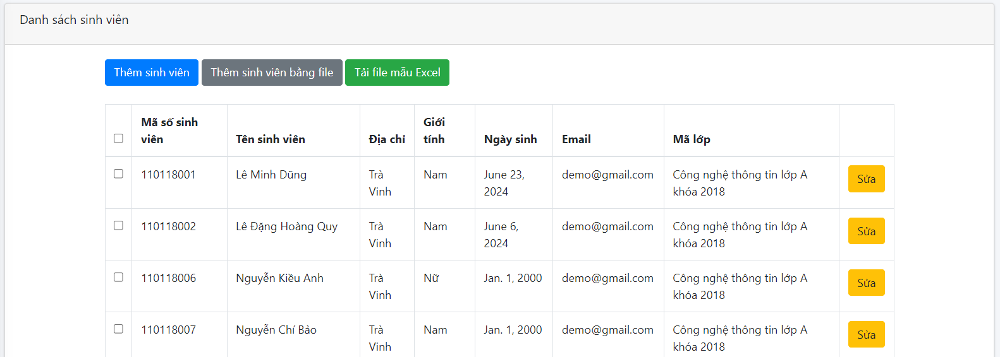 Danh sách sinh viên
Thêm sinh viên Thêm sinh viên bằng file Tải file mẫu Excel
Mã số sinh viên Tên sinh viên Địa chỉ Giới tính Ngày sinh Email Mã lớp
110118001 Lê Minh Dũng Trà Vinh Nam June 23, 2024 demo@gmail.com Công nghệ thông tin lớp A khóa 2018 Sửa
110118002 Lê Đặng Hoàng Quy Trà Vinh Nam June 6, 2024 demo@gmail.com Công nghệ thông tin lớp A khóa 2018 Sửa
110118006 Nguyễn Kiều Anh Trà Vinh Nữ Jan. 1, 2000 demo@gmail.com Công nghệ thông tin lớp A khóa 2018 Sửa
110118007 Nguyễn Chí Bảo Trà Vinh Nam Jan. 1, 2000 demo@gmail.com Công nghệ thông tin lớp A khóa 2018 Sửa